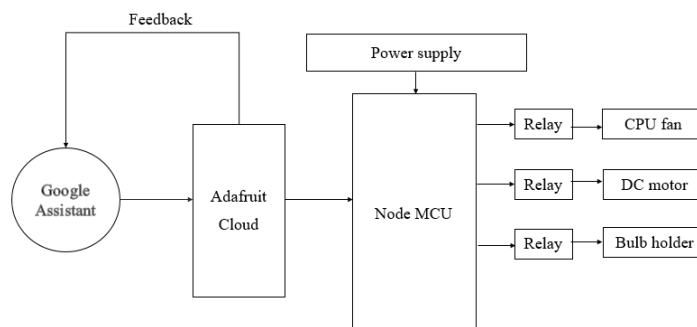 Feedback
Power supply
Google
Assistant
Adafruit
Cloud
Node MCU
Relay
CPU fan
Relay
DC motor
Relay
Bulb holder